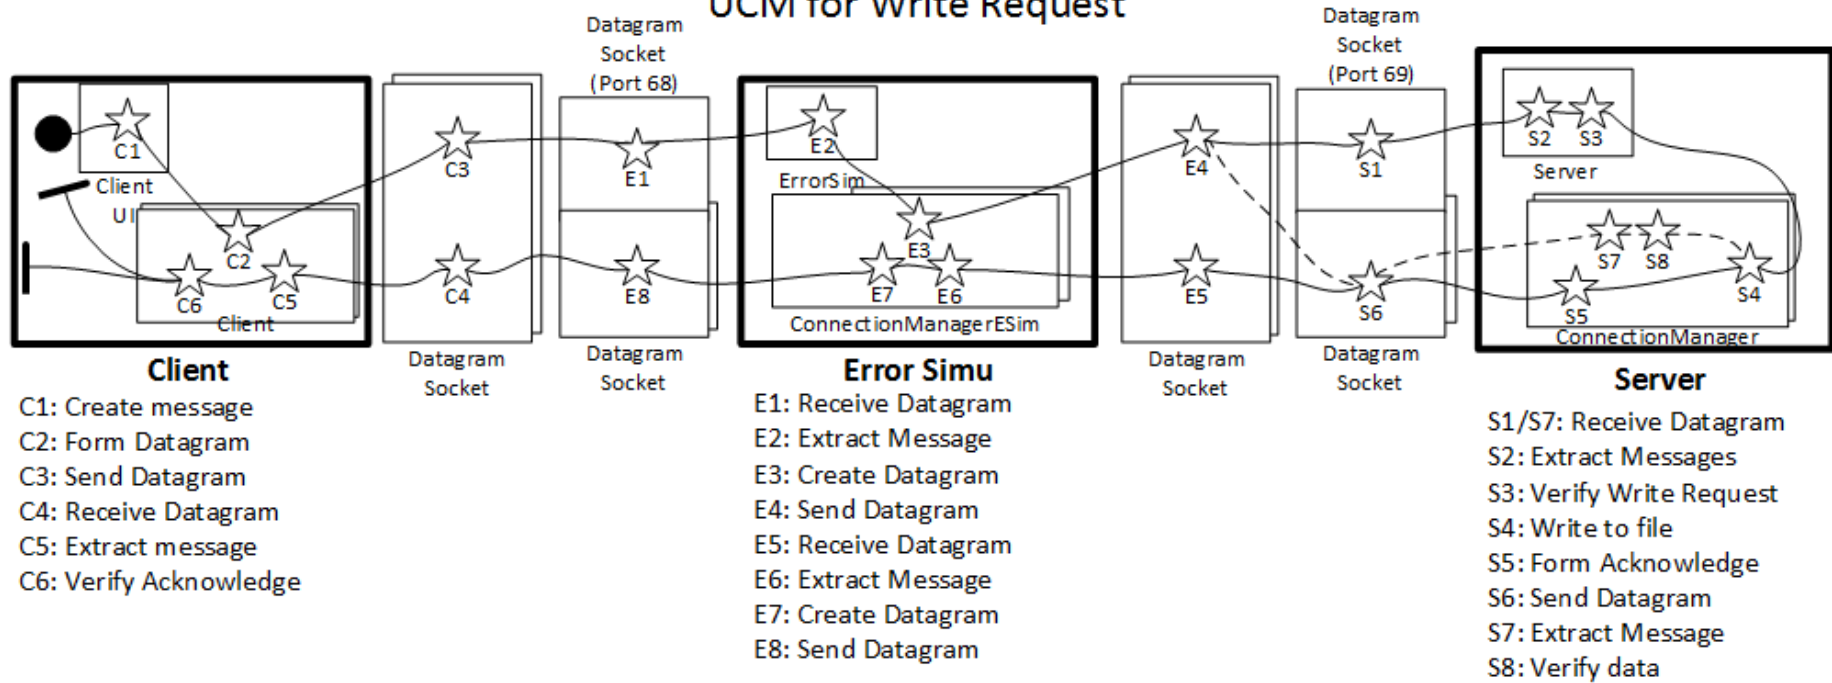 UCM for Write Request
Datagram
Socket
(Port 68)
Datagram
Socket
(Port 69)
C1
Client
UI
C2
C6
C5
Client
C3
C4
Datagram
Socket
E1
E8
Datagram
Socket
E2
ErrorSim
E3
E7
E6
ConnectionManagerESim
E4
E5
Datagram
Socket
S1
S6
Datagram
Socket
S2
S3
Server
S7
S8
S5
S4
ConnectionManager
Client
C1: Create message
C2: Form Datagram
C3: Send Datagram
C4: Receive Datagram
C5: Extract message
C6: Verify Acknowledge
Error Simu
E1: Receive Datagram
E2: Extract Message
E3: Create Datagram
E4: Send Datagram
E5: Receive Datagram
E6: Extract Message
E7: Create Datagram
E8: Send Datagram
Server
S1/S7: Receive Datagram
S2: Extract Messages
S3: Verify Write Request
S4: Write to file
S5: Form Acknowledge
S6: Send Datagram
S7: Extract Message
S8: Verify data